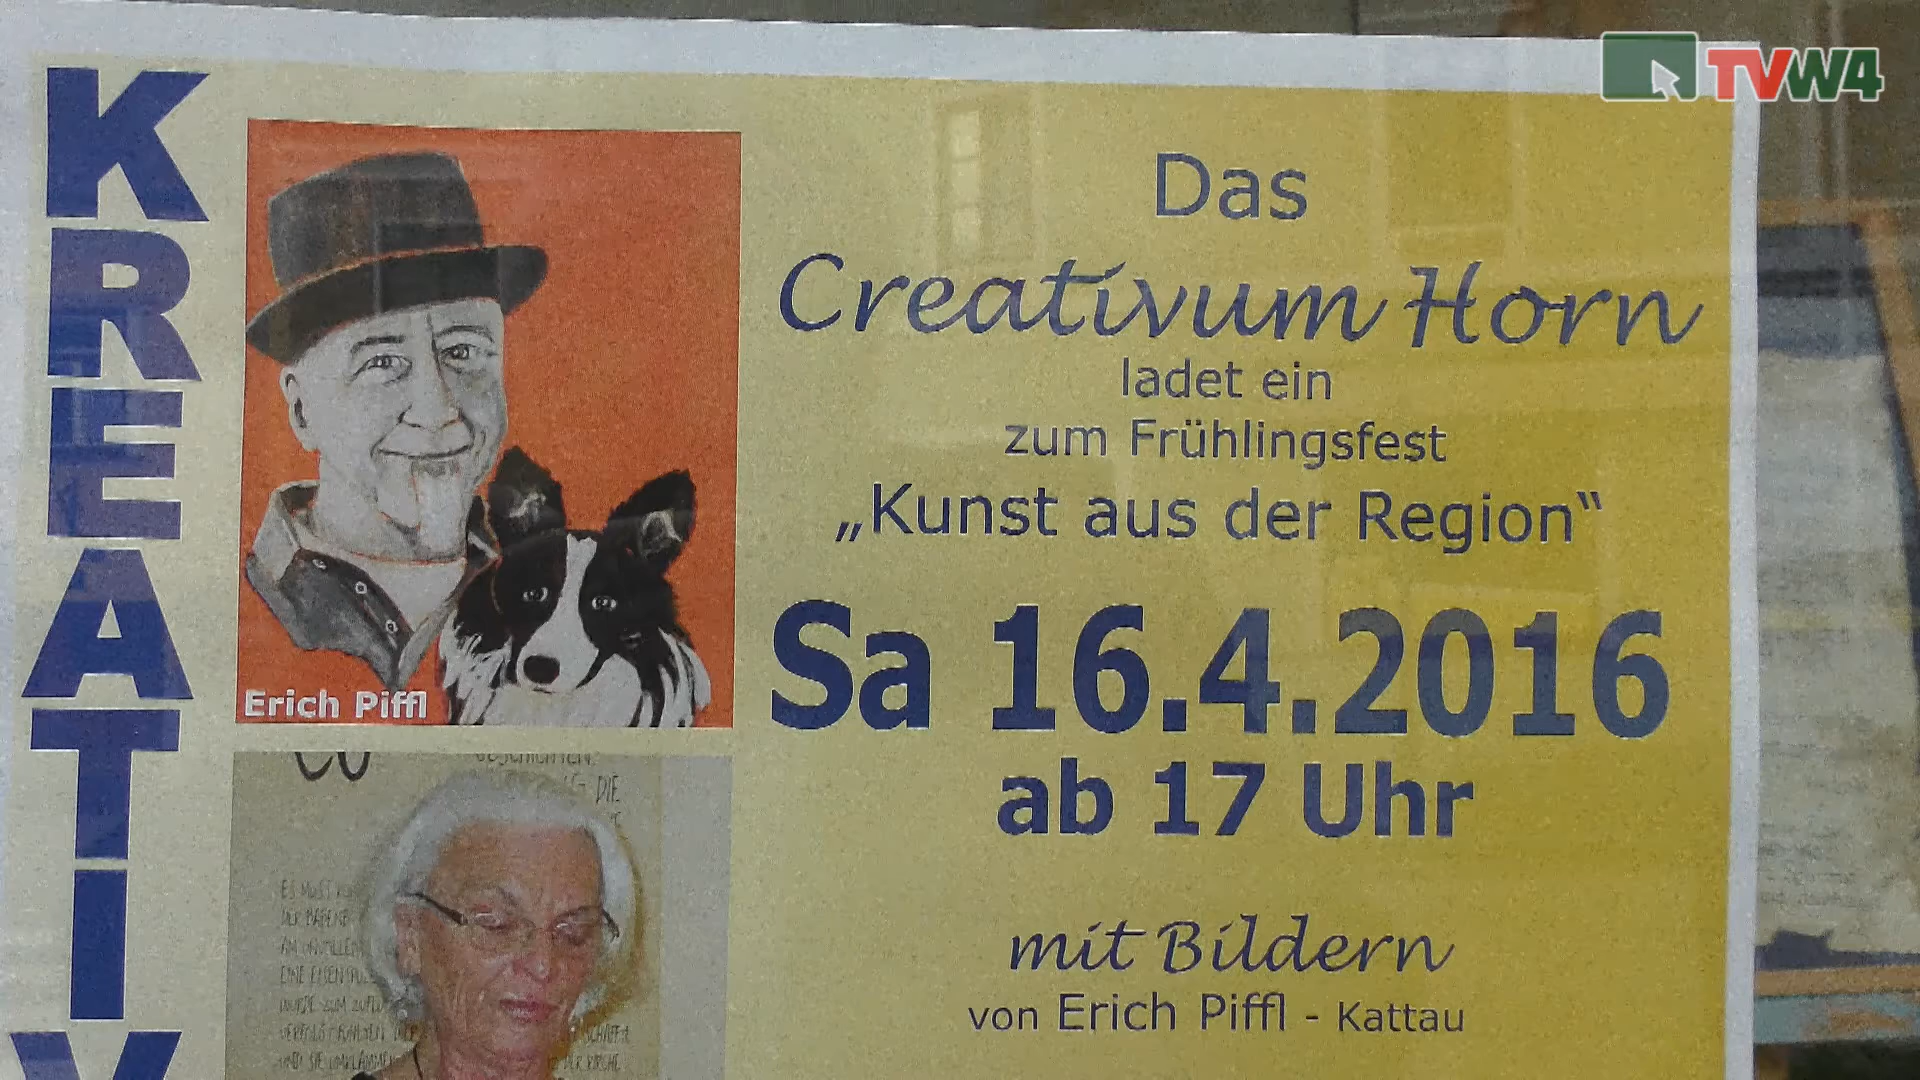 TVW4
KREATIV
Das
Creativum Horn
ladet ein
zum Frühlingsfest
„Kunst aus der Region“
Sa 16.4.2016
ab 17 Uhr
mit Bildern
von Erich Piffl - Kattau
Erich Piffl
DIE